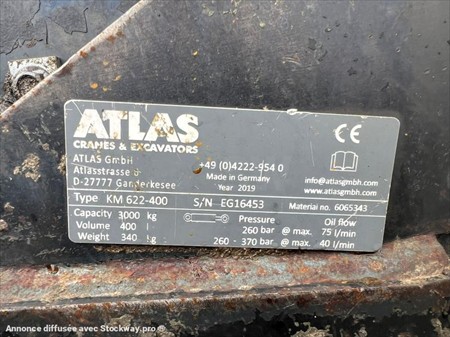 ATLAS
CRANES & EXCAVATORS
ATLAS GmbH
Atlasstrasse 6
D-27777 Ganderkesee
+49 (0)4222-954 0
Made in Germany
Year 2019
CE
info@atlasgmbh.com
www.atlasgmbh.com
Type KM 622-400 S/N EG16453 Material no. 6065343
Capacity 3000 kg Pressure Oil flow
Volume 400 l 260 bar @ max. 75 l/min
Weight 340 kg 260 - 370 bar @ max. 40 l/min
Annonce diffusée avec Stockway.pro